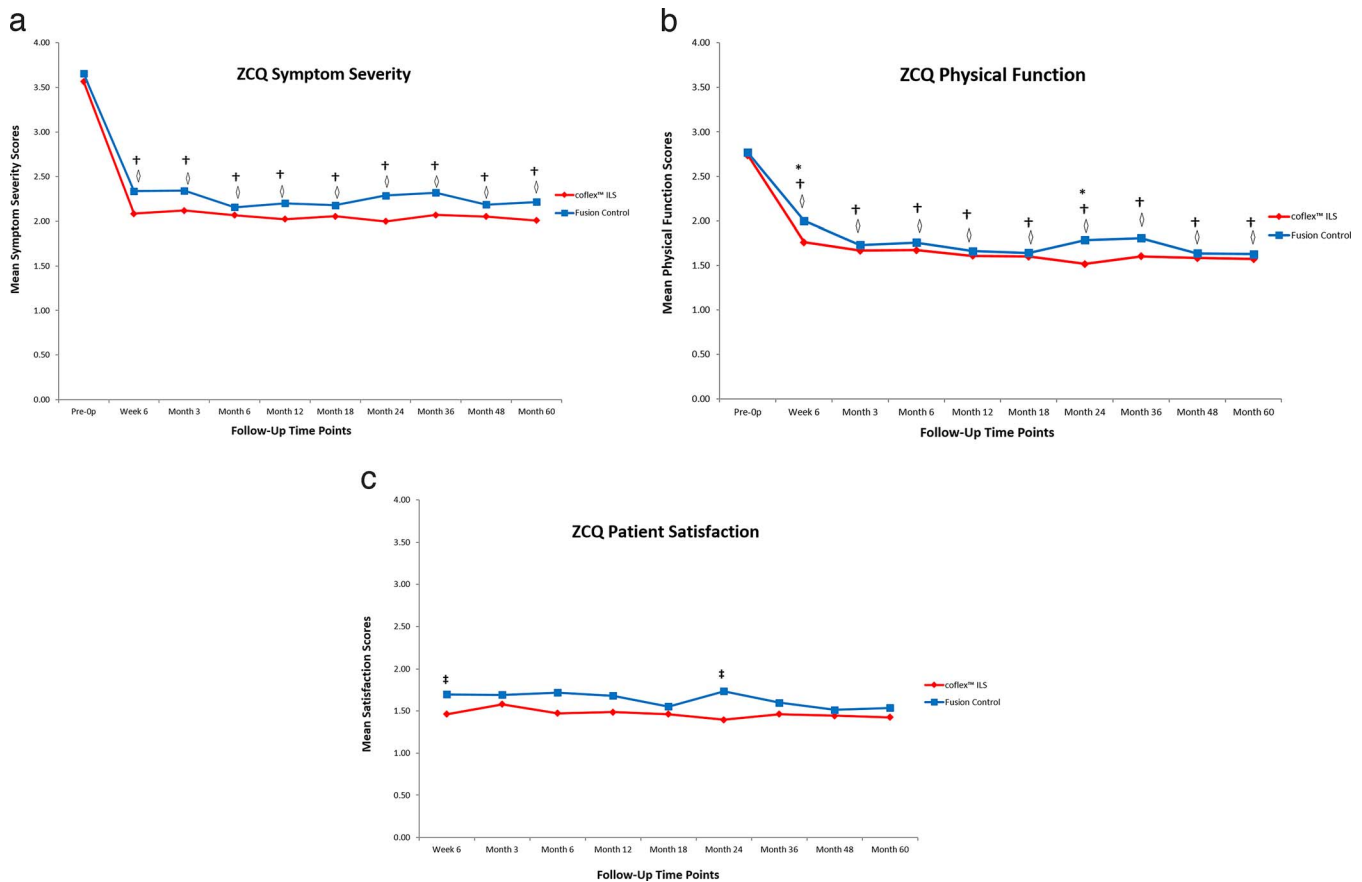 a
ZCQ Symptom Severity
Mean Symptom Severity Scores
4.00
3.50
3.00
2.50
2.00
1.50
1.00
0.50
0.00
† † † † † † † † †
◊ ◊ ◊ ◊ ◊ ◊ ◊ ◊ ◊
coflex™ ILS
Fusion Control
Pre-Op Week 6 Month 3 Month 6 Month 12 Month 18 Month 24 Month 36 Month 48 Month 60
Follow-Up Time Points
b
ZCQ Physical Function
Mean Physical Function Scores
4.00
3.50
3.00
2.50
2.00
1.50
1.00
0.50
0.00
* *
† † † † † † † † †
◊ ◊ ◊ ◊ ◊ ◊ ◊ ◊ ◊
coflex™ ILS
Fusion Control
Pre-Op Week 6 Month 3 Month 6 Month 12 Month 18 Month 24 Month 36 Month 48 Month 60
Follow-Up Time Points
c
ZCQ Patient Satisfaction
Mean Satisfaction Scores
4.00
3.50
3.00
2.50
2.00
1.50
1.00
0.50
0.00
‡ ‡
coflex™ ILS
Fusion Control
Week 6 Month 3 Month 6 Month 12 Month 18 Month 24 Month 36 Month 48 Month 60
Follow-Up Time Points